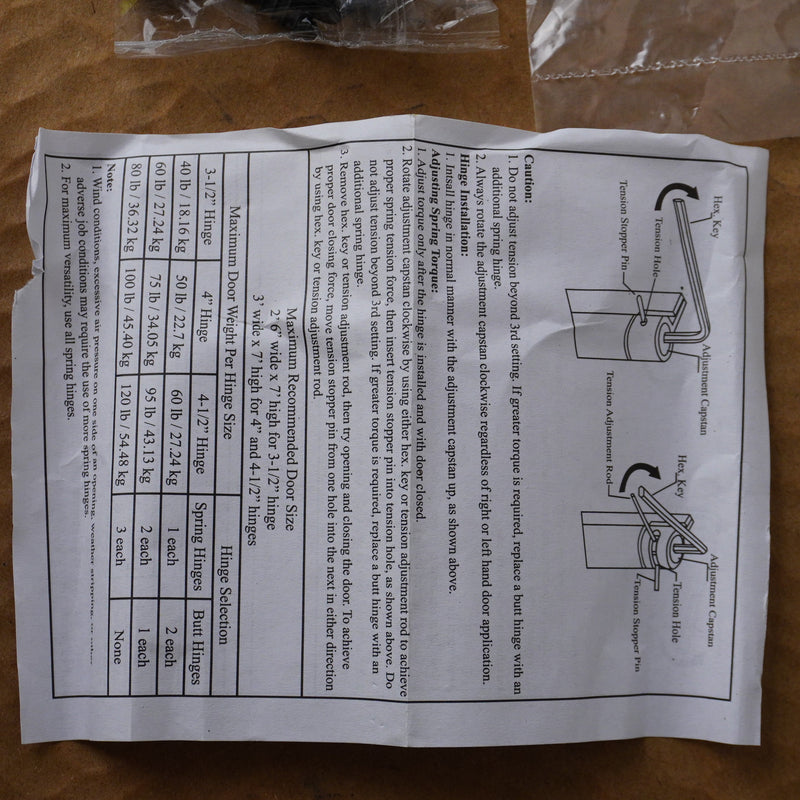 Hex, Key
Adjustment Capstan
Tension Hole
Tension Stopper Pin
Hex, Key
Adjustment Capstan
Tension Hole
Tension Adjustment Rod
Tension Stopper Pin
Caution:
1. Do not adjust tension beyond 3rd setting. If greater torque is required, replace a butt hinge with an
additional spring hinge.
2. Always rotate the adjustment capstan clockwise regardless of right or left hand door application.
Hinge Installation:
1. Intsall hinge in normal manner with the adjustment capstan up, as shown above.
Adjusting Spring Torque:
1. Adjust torque only after the hinge is installed and with door closed.
2. Rotate adjustment capstan clockwise by using either hex. key or tension adjustment rod to achieve
proper spring tension force, then insert tension stopper pin into tension hole, as shown above. Do
not adjust tension beyond 3rd setting. If greater torque is required, replace a butt hinge with an
additional spring hinge.
3. Remove hex. key or tension adjustment rod, then try opening and closing the door. To achieve
proper door closing force, move tension stopper pin from one hole into the next in either direction
by using hex. key or tension adjustment rod.
Maximum Recommended Door Size
2'6" wide x 7' high for 3-1/2" hinge
3' wide x 7' high for 4" and 4-1/2" hinges
Maximum Door Weight Per Hinge Size Hinge Selection
3-1/2" Hinge 4" Hinge 4-1/2" Hinge Spring Hinges Butt Hinges
40 lb / 18.16 kg 50 lb /22.7 kg 60 lb / 27.24 kg 1 each 2 each
60 lb / 27.24 kg 75 lb / 34.05 kg 95 lb / 43.13 kg 2 each 1 each
80 lb / 36.32 kg 100 lb / 45.40 kg 120 lb / 54.48 kg 3 each None
Note:
1. Wind conditions, excessive air pressure on one side of an opening, weather stripping, or other
adverse job conditions may require the use of more spring hinges.
2. For maximum versatility, use all spring hinges.